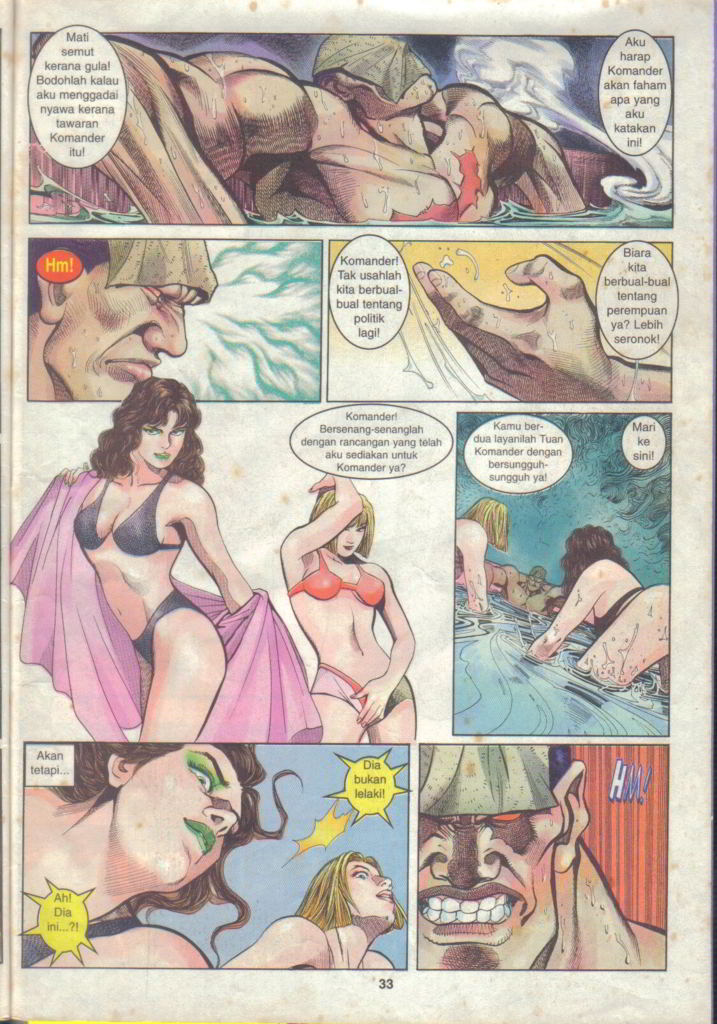 Mati
semut
kerana gula!
Bodohlah kalau
aku menggadai
nyawa kerana
tawaran
Komander
itu!
Aku
harap
Komander
akan faham
apa yang
aku
katakan
ini!
Hm!
Komander!
Tak usahlah
kita berbual-
bual tentang
politik
lagi!
Biara
kita
berbual-bual
tentang
perempuan
ya? Lebih
seronok!
Komander!
Bersenang-senanglah
dengan rancangan yang telah
aku sediakan untuk
Komander ya?
Kamu ber-
dua layanilah Tuan
Komander dengan
bersungguh-
sungguh ya!
Mari
ke
sini!
Akan
tetapi...
Dia
bukan
lelaki!
Ah!
Dia
ini...?!
HM!
33